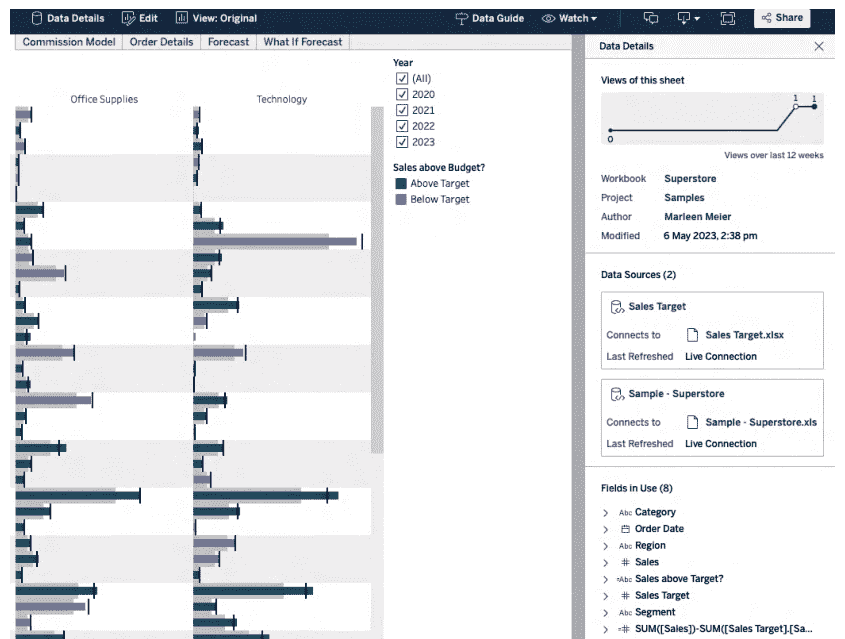 Data Details Edit View: Original Data Guide Watch Share
Commission Model Order Details Forecast What If Forecast
Office Supplies Technology
Year
(All)
2020
2021
2022
2023
Sales above Budget?
Above Target
Below Target
Data Details
Views of this sheet
1 1
0
Views over last 12 weeks
Workbook Superstore
Project Samples
Author Marleen Meier
Modified 6 May 2023, 2:38 pm
Data Sources (2)
Sales Target
Connects to Sales Target.xlsx
Last Refreshed Live Connection
Sample - Superstore
Connects to Sample - Superstore.xls
Last Refreshed Live Connection
Fields in Use (8)
Abc Category
Order Date
Abc Region
# Sales
=Abc Sales above Target?
# Sales Target
Abc Segment
=# SUM([Sales])-SUM([Sales Target].[Sa...